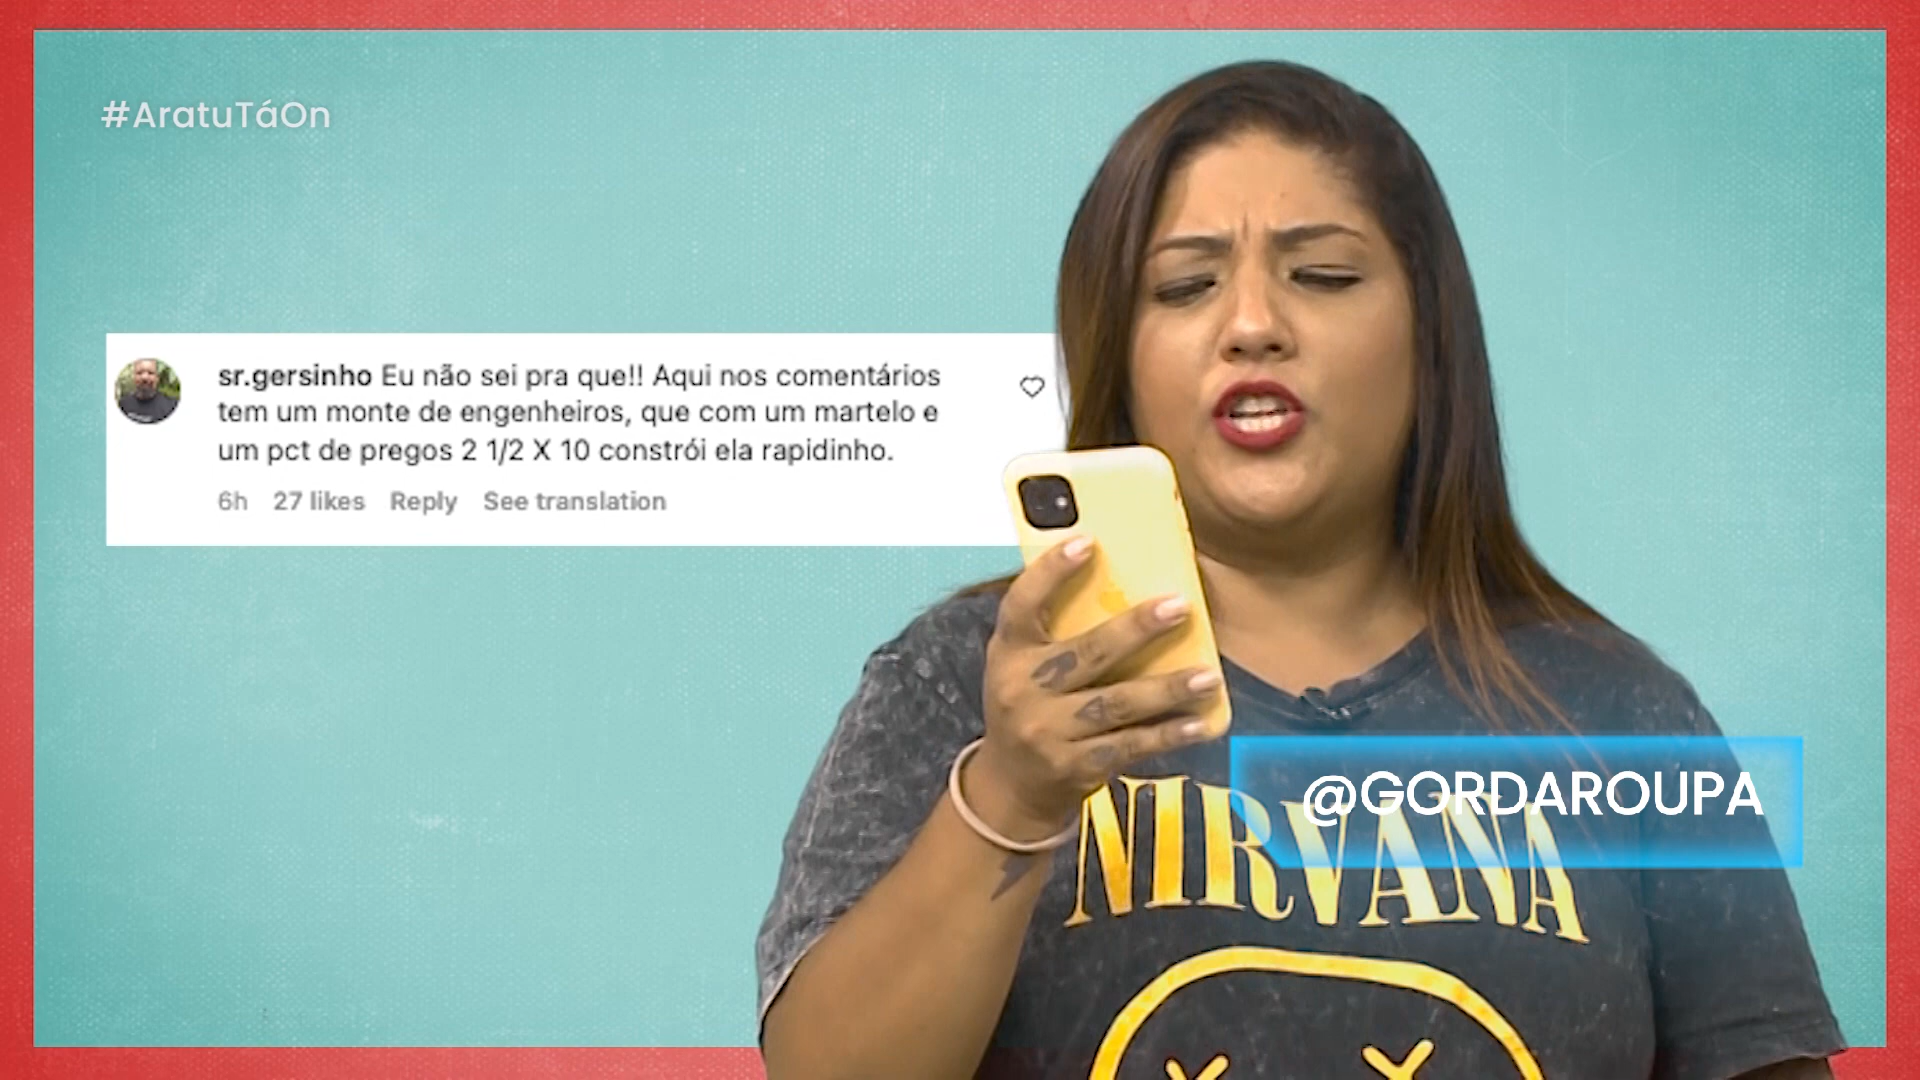 #AratuTáOn
sr.gersinho Eu não sei pra que!! Aqui nos comentários
tem um monte de engenheiros, que com um martelo e
um pct de pregos 2 1/2 X 10 constrói ela rapidinho.
6h 27 likes Reply See translation
@GORDAROUPA
NIRVANA